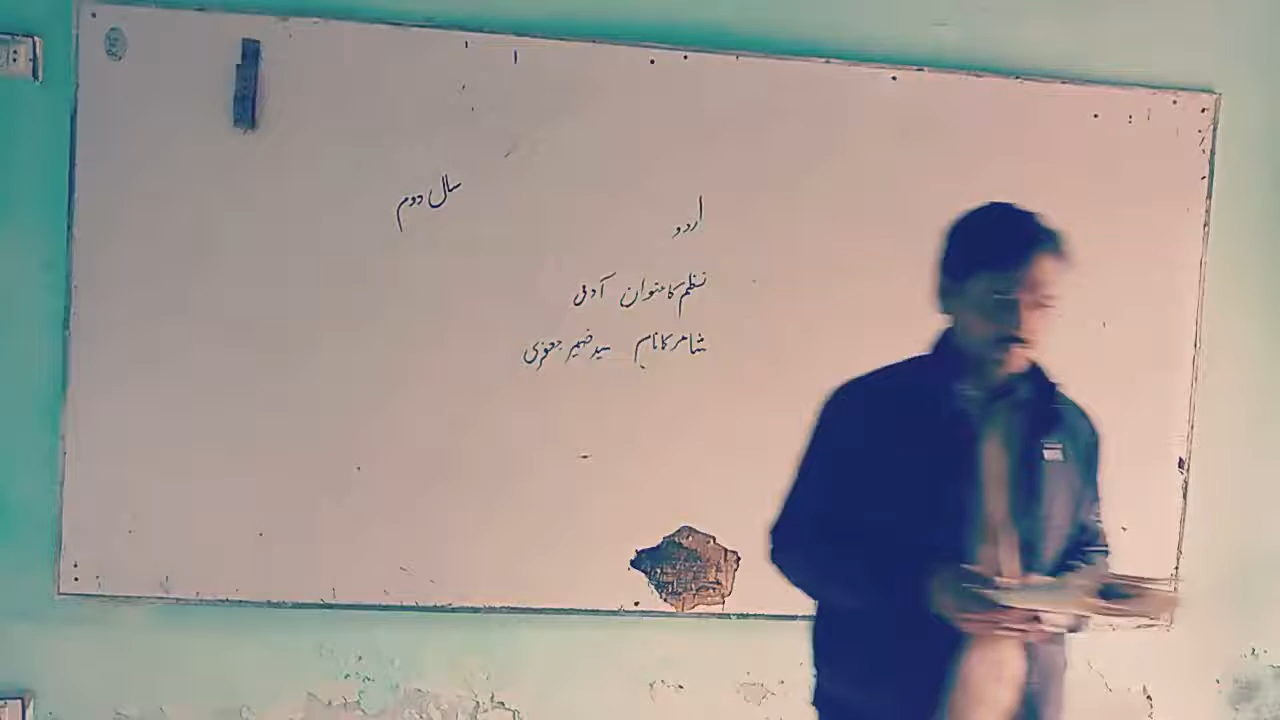 سال دوم
اردو
نظم کا عنوان آدمی
شاعر کا نام سید ضمیر جعفری